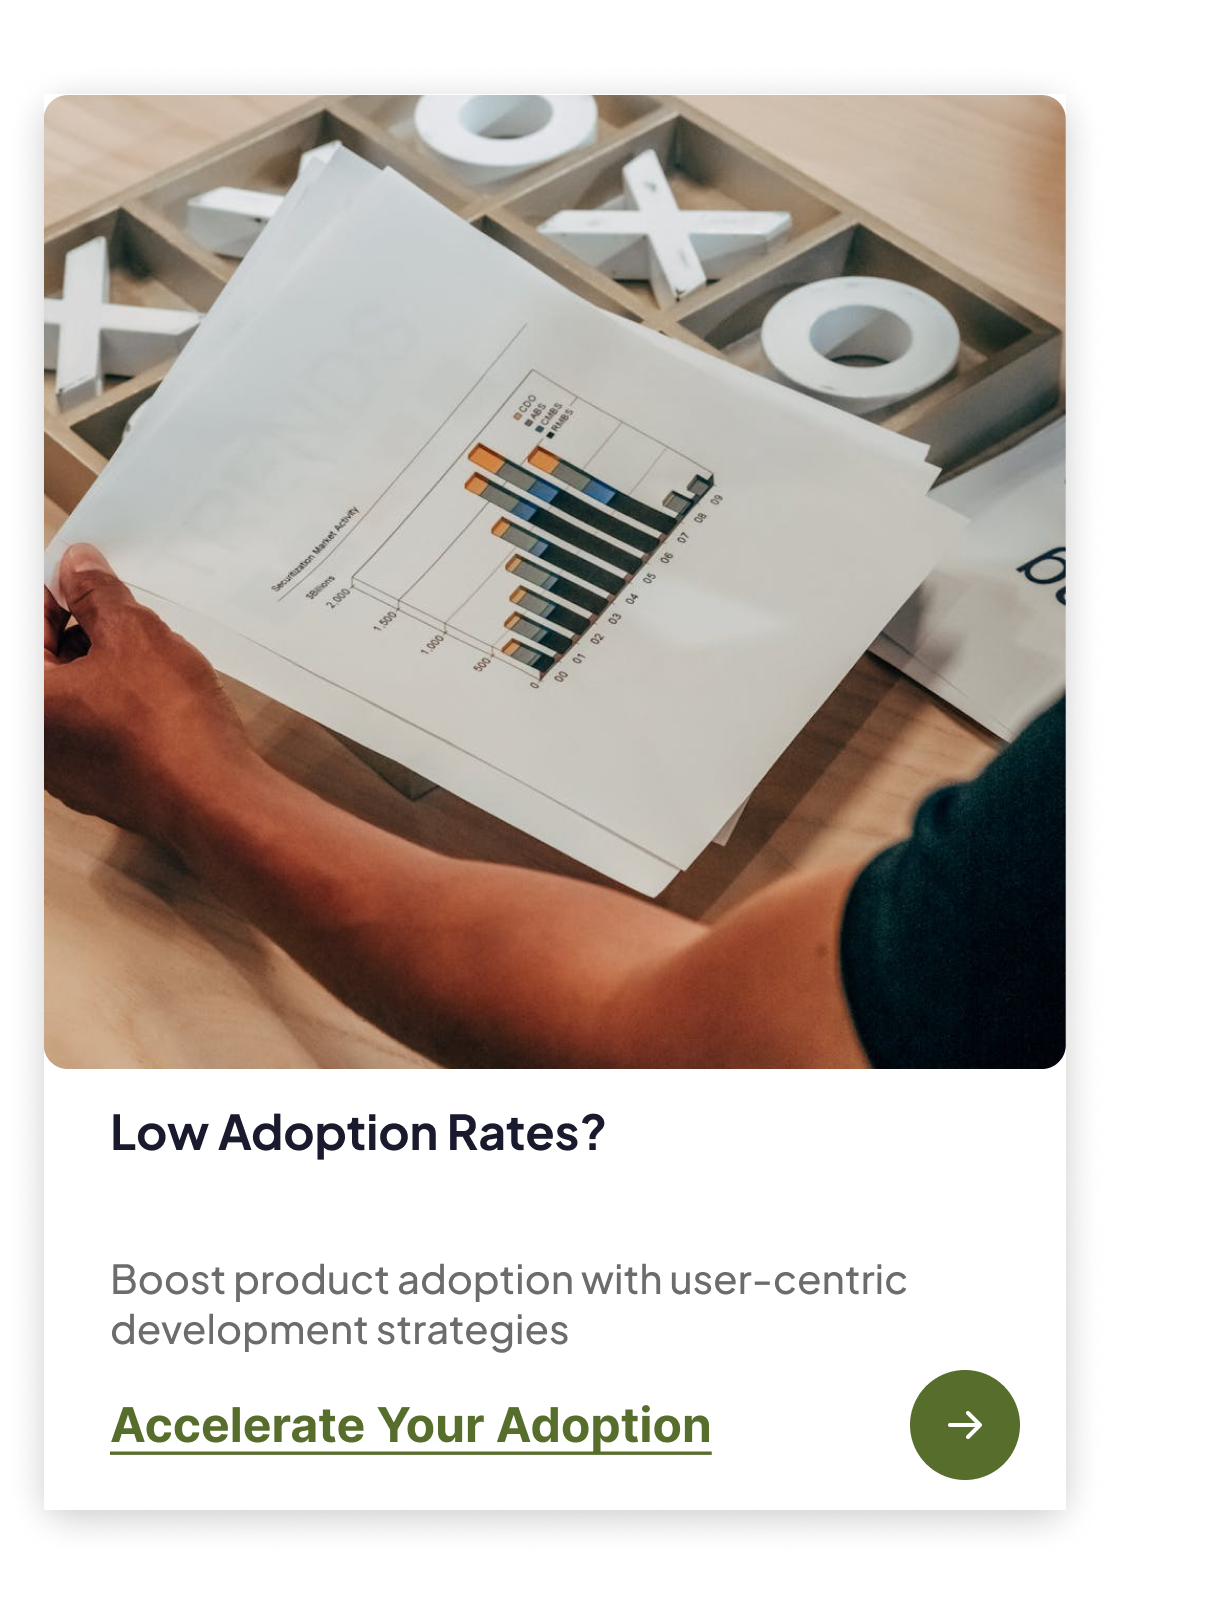 CDO
ABS
CMBS
RMBS
Securitization Market Activity
$Billions
2,000
1,500
1,000
500
0
00
01
02
03
04
05
06
07
08
09
Low Adoption Rates?
Boost product adoption with user-centric
development strategies
Accelerate Your Adoption